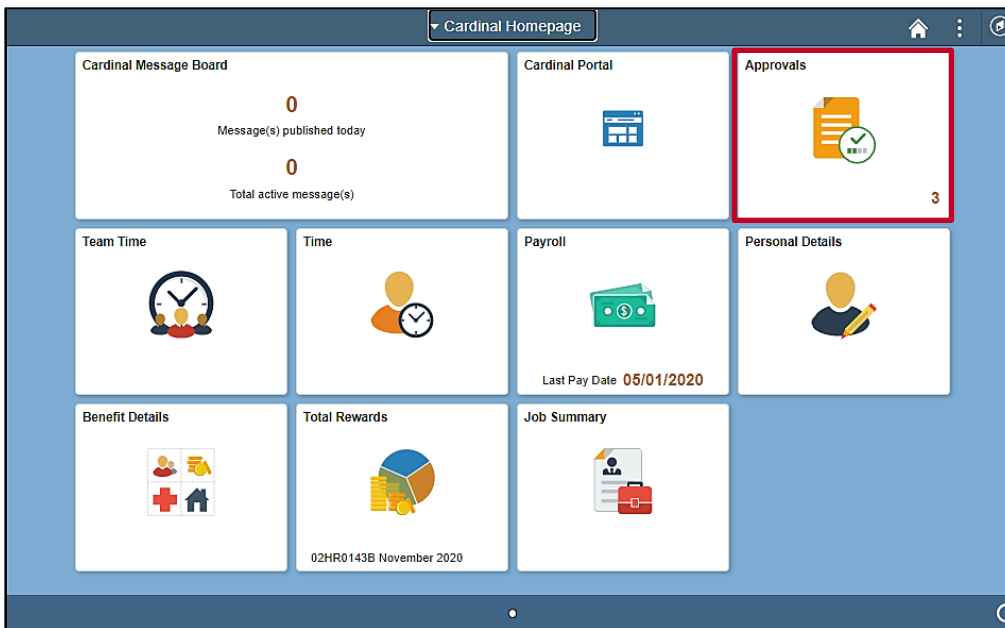 Cardinal Homepage
Cardinal Message Board
0
Message(s) published today
0
Total active message(s)
Cardinal Portal
Approvals
3
Team Time
Time
Payroll
Last Pay Date 05/01/2020
Personal Details
Benefit Details
Total Rewards
02HR0143B November 2020
Job Summary